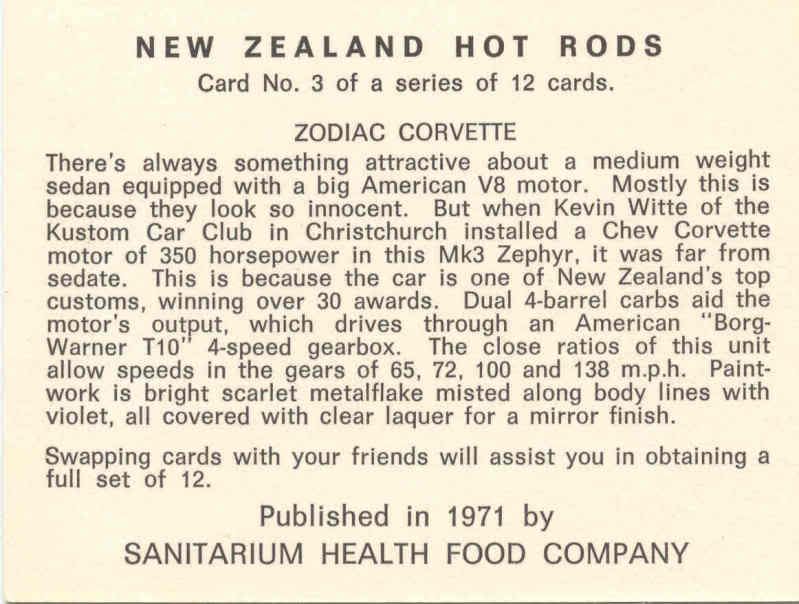 NEW ZEALAND HOT RODS
Card No. 3 of a series of 12 cards.
ZODIAC CORVETTE
There's always something attractive about a medium weight
sedan equipped with a big American V8 motor. Mostly this is
because they look so innocent. But when Kevin Witte of the
Kustom Car Club in Christchurch installed a Chev Corvette
motor of 350 horsepower in this Mk3 Zephyr, it was far from
sedate. This is because the car is one of New Zealand's top
customs, winning over 30 awards. Dual 4-barrel carbs aid the
motor's output, which drives through an American "Borg-
Warner T10" 4-speed gearbox. The close ratios of this unit
allow speeds in the gears of 65, 72, 100 and 138 m.p.h. Paint-
work is bright scarlet metalflake misted along body lines with
violet, all covered with clear laquer for a mirror finish.
Swapping cards with your friends will assist you in obtaining a
full set of 12.
Published in 1971 by
SANITARIUM HEALTH FOOD COMPANY